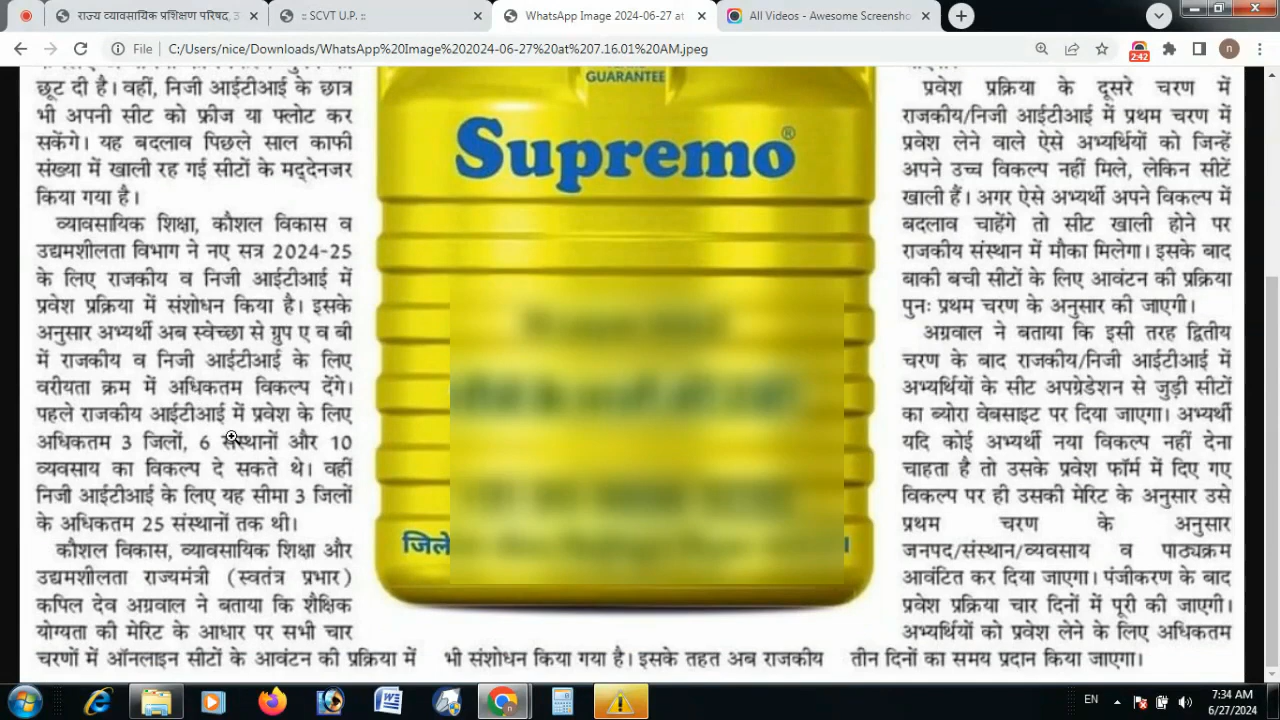 राज्य व्यावसायिक प्रशिक्षण परिषद, उ
:: SCVT U.P. ::
WhatsApp Image 2024-06-27 at
All Videos - Awesome Screensho
File
C:/Users/nice/Downloads/WhatsApp%20Image%202024-06-27%20at%207.16.01%20AM.jpeg
2:42
n
छूट दी है। वहीं, निजी आईटीआई के छात्र
भी अपनी सीट को फ्रीज या फ्लोट कर
सकेंगे। यह बदलाव पिछले साल काफी
संख्या में खाली रह गई सीटों के मद्देनजर
किया गया है।
व्यावसायिक शिक्षा, कौशल विकास व
उद्यमशीलता विभाग ने नए सत्र 2024-25
के लिए राजकीय व निजी आईटीआई में
प्रवेश प्रक्रिया में संशोधन किया है। इसके
अनुसार अभ्यर्थी अब स्वेच्छा से ग्रुप ए व बी
में राजकीय व निजी आईटीआई के लिए
वरीयता क्रम में अधिकतम विकल्प देंगे।
पहले राजकीय आईटीआई में प्रवेश के लिए
अधिकतम 3 जिलों, 6 संस्थानों और 10
व्यवसाय का विकल्प दे सकते थे। वहीं
निजी आईटीआई के लिए यह सीमा 3 जिलों
के अधिकतम 25 संस्थानों तक थी।
कौशल विकास, व्यावसायिक शिक्षा और
उद्यमशीलता राज्यमंत्री (स्वतंत्र प्रभार)
कपिल देव अग्रवाल ने बताया कि शैक्षिक
योग्यता की मेरिट के आधार पर सभी चार
चरणों में ऑनलाइन सीटों के आवंटन की प्रक्रिया में
GUARANTEE
Supremo®
जिले
भी संशोधन किया गया है। इसके तहत अब राजकीय
प्रवेश प्रक्रिया के दूसरे चरण में
राजकीय/निजी आईटीआई में प्रथम चरण में
प्रवेश लेने वाले ऐसे अभ्यर्थियों को जिन्हें
अपने उच्च विकल्प नहीं मिले, लेकिन सीटें
खाली हैं। अगर ऐसे अभ्यर्थी अपने विकल्प में
बदलाव चाहेंगे तो सीट खाली होने पर
राजकीय संस्थान में मौका मिलेगा। इसके बाद
बाकी बची सीटों के लिए आवंटन की प्रक्रिया
पुनः प्रथम चरण के अनुसार की जाएगी।
अग्रवाल ने बताया कि इसी तरह द्वितीय
चरण के बाद राजकीय/निजी आईटीआई में
अभ्यर्थियों के सीट अपग्रेडेशन से जुड़ी सीटों
का ब्योरा वेबसाइट पर दिया जाएगा। अभ्यर्थी
यदि कोई अभ्यर्थी नया विकल्प नहीं देना
चाहता है तो उसके प्रवेश फॉर्म में दिए गए
विकल्प पर ही उसकी मेरिट के अनुसार उसे
प्रथम चरण के अनुसार
जनपद/संस्थान/व्यवसाय व पाठ्यक्रम
आवंटित कर दिया जाएगा। पंजीकरण के बाद
प्रवेश प्रक्रिया चार दिनों में पूरी की जाएगी।
अभ्यर्थियों को प्रवेश लेने के लिए अधिकतम
तीन दिनों का समय प्रदान किया जाएगा।
EN
7:34 AM
6/27/2024